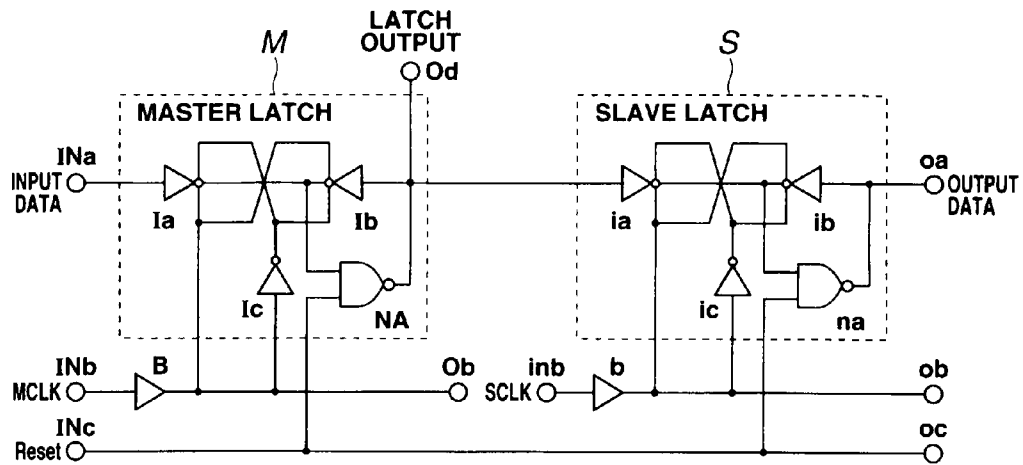 LATCH
OUTPUT
M
S
Od
MASTER LATCH
SLAVE LATCH
INa
oa
INPUT
DATA
OUTPUT
DATA
Ia
Ib
ia
ib
Ic
NA
ic
na
INb
B
Ob
inb
b
ob
MCLK
SCLK
INc
oc
Reset